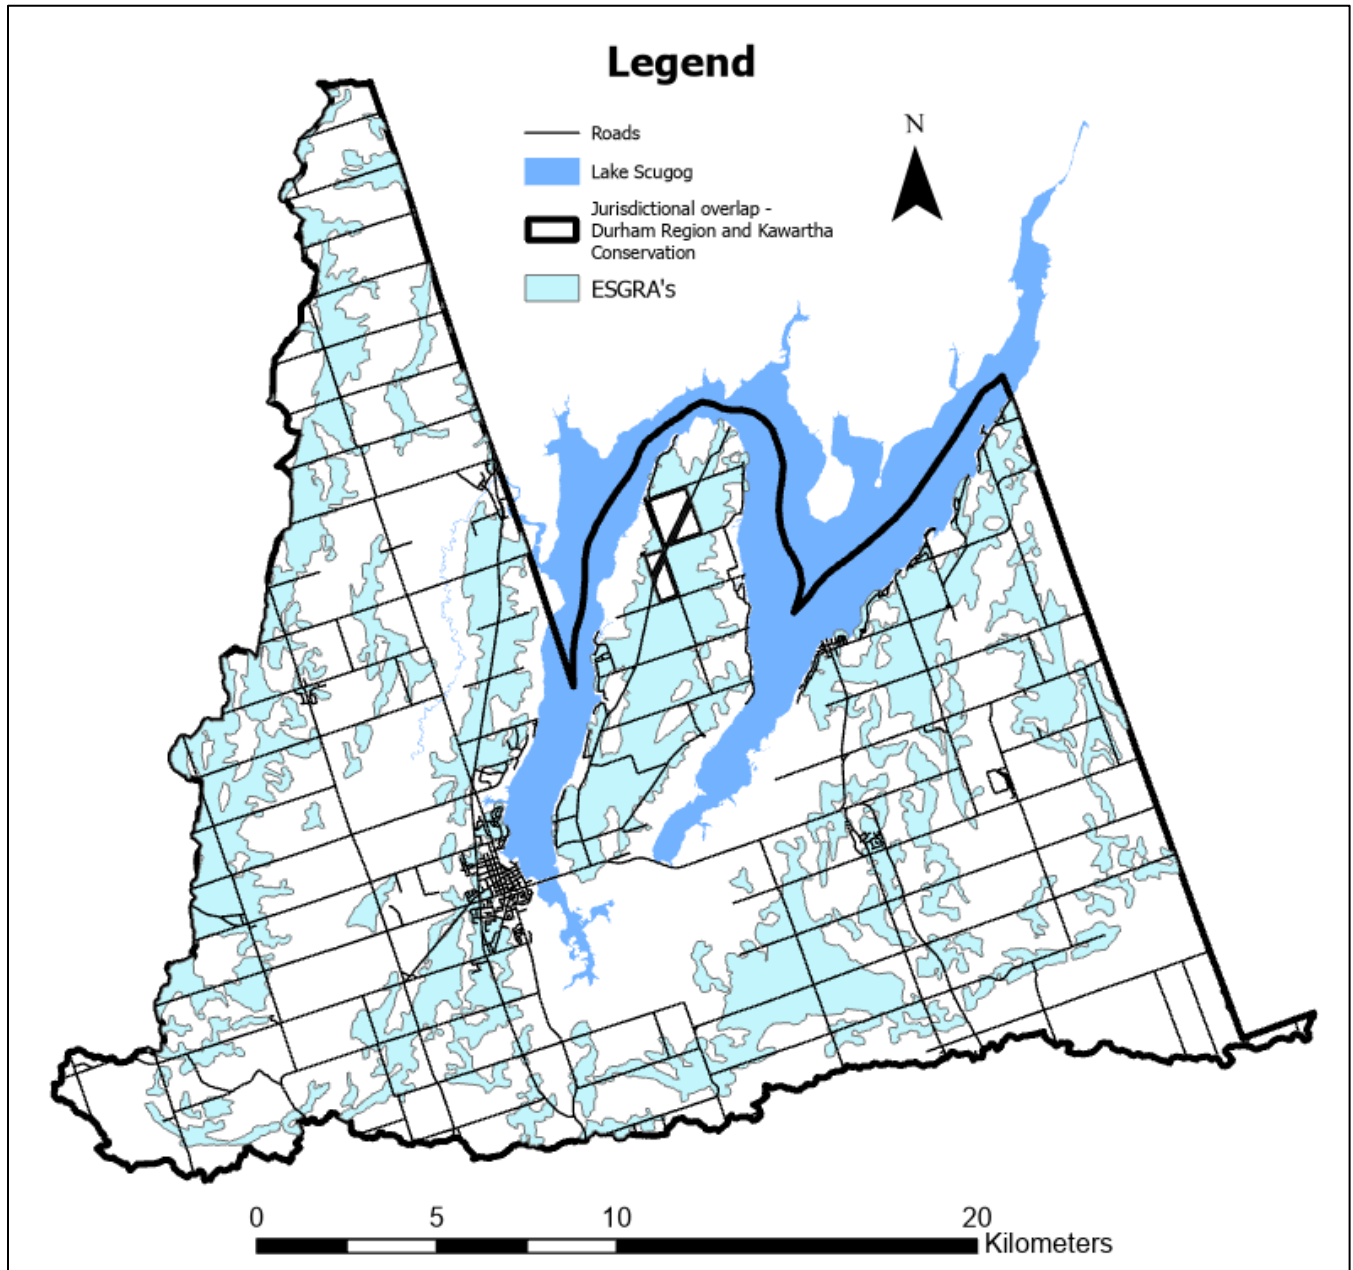 Legend
N
Roads
Lake Scugog
Jurisdictional overlap -
Durham Region and Kawartha
Conservation
ESGRA's
0 5 10 20
Kilometers